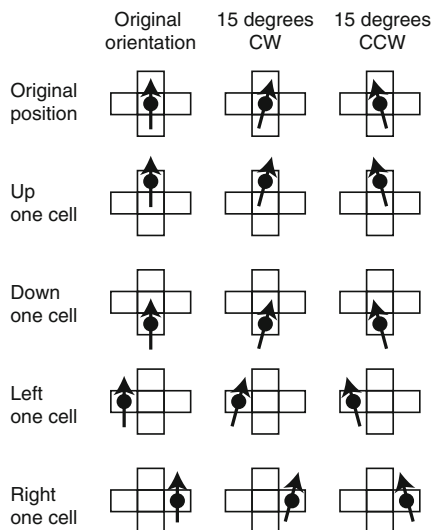 Original orientation
15 degrees CW
15 degrees CCW
Original position
Up one cell
Down one cell
Left one cell
Right one cell